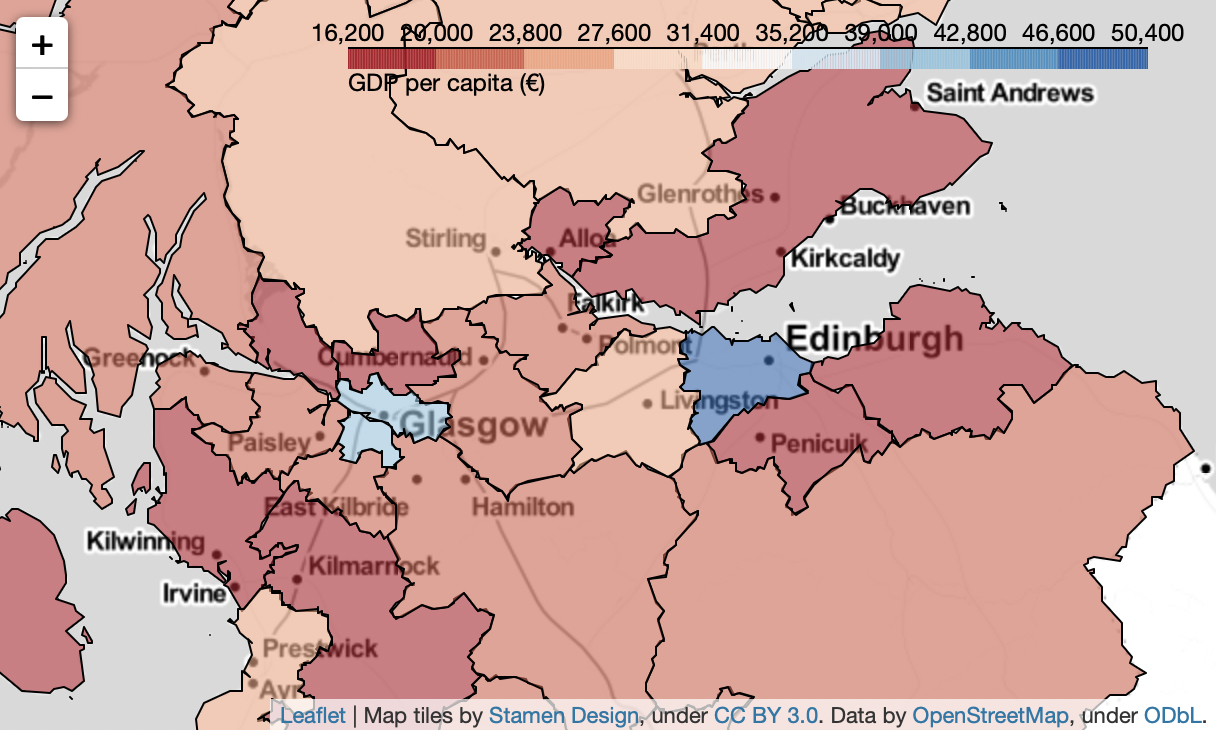 +
−
16,200 20,000 23,800 27,600 31,400 35,200 39,000 42,800 46,600 50,400
GDP per capita (€)
Saint Andrews
Glenrothes
Buckhaven
Stirling
Alloa
Kirkcaldy
Falkirk
Polmont
Edinburgh
Greenock
Cumbernauld
Livingston
Glasgow
Paisley
Penicuik
East Kilbride
Hamilton
Kilwinning
Kilmarnock
Irvine
Prestwick
Ayr
Leaflet | Map tiles by Stamen Design, under CC BY 3.0. Data by OpenStreetMap, under ODbL.